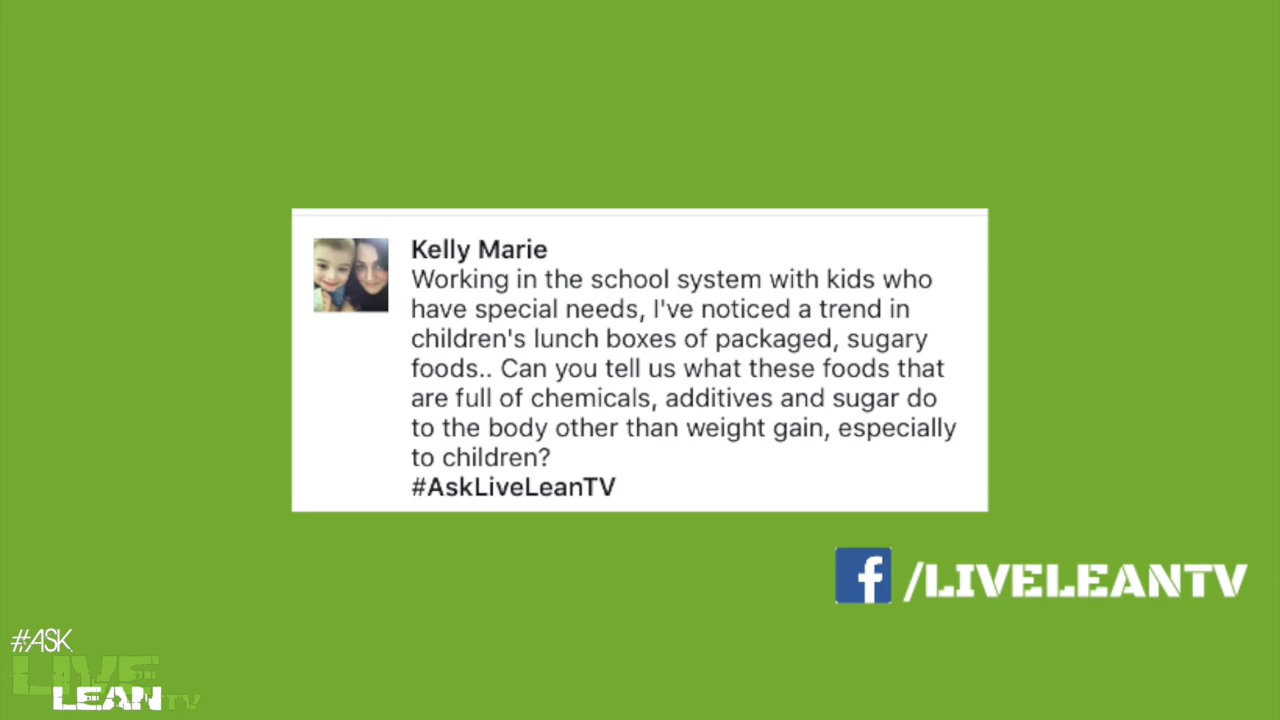 Kelly Marie
Working in the school system with kids who
have special needs, I've noticed a trend in
children's lunch boxes of packaged, sugary
foods.. Can you tell us what these foods that
are full of chemicals, additives and sugar do
to the body other than weight gain, especially
to children?
#AskLiveLeanTV
f /LIVELEANTV
#ASK
LIVE
LEAN TV